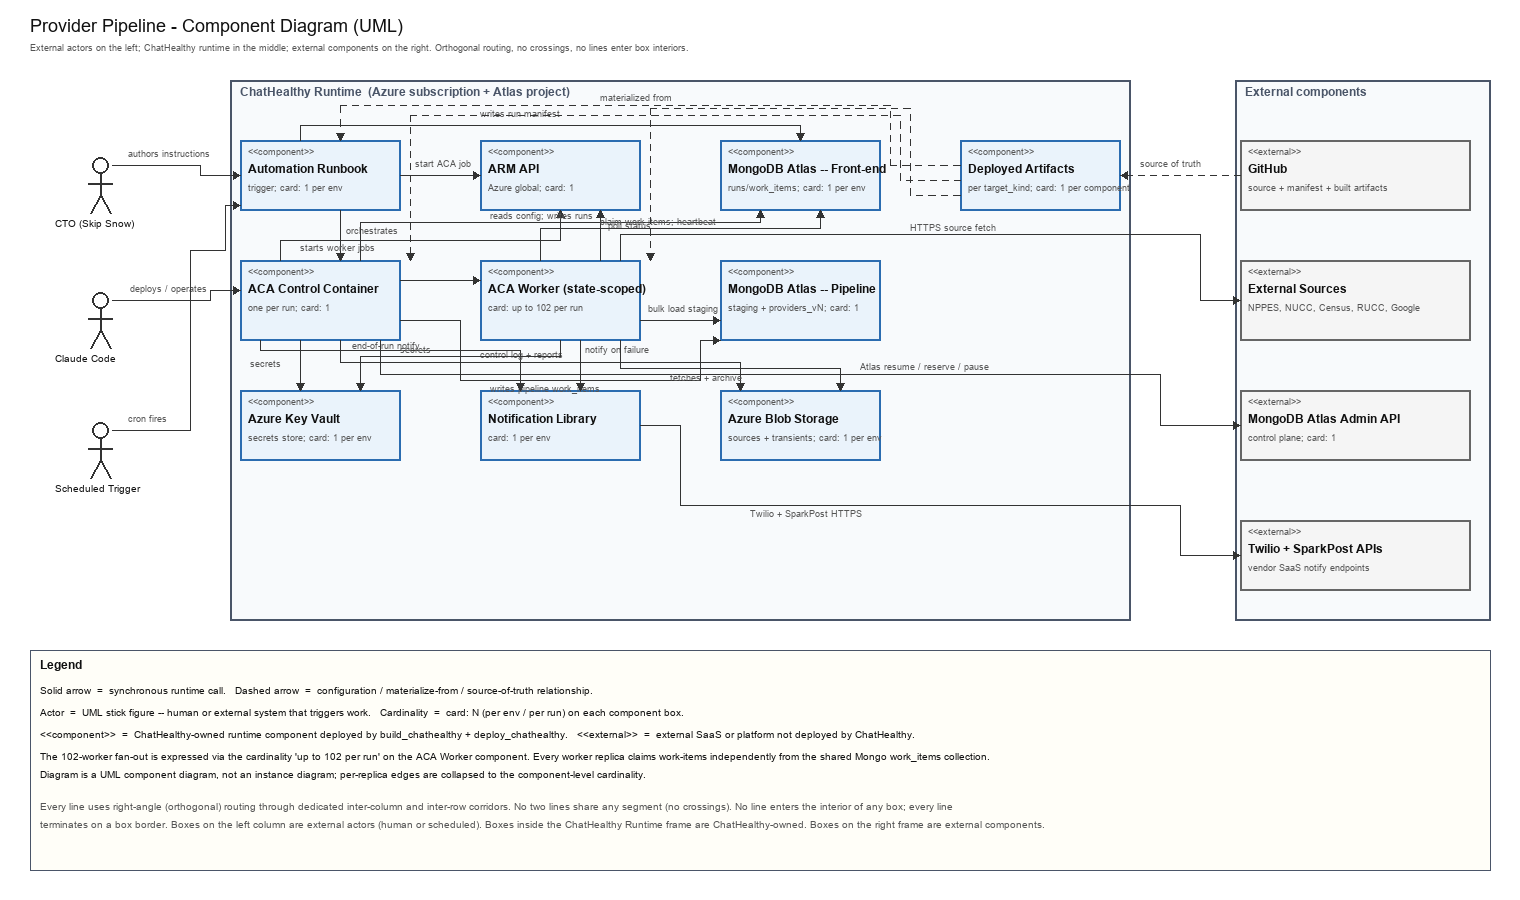 Provider Pipeline - Component Diagram (UML)
External actors on the left; ChatHealthy runtime in the middle; external components on the right. Orthogonal routing, no crossings, no lines enter box interiors.
ChatHealthy Runtime (Azure subscription + Atlas project)
External components
materialized from
writes run manifest
authors instructions
CTO (Skip Snow)
<<component>>
Automation Runbook
trigger; card: 1 per env
start ACA job
<<component>>
ARM API
Azure global; card: 1
<<component>>
MongoDB Atlas -- Front-end
runs/work_items; card: 1 per env
<<component>>
Deployed Artifacts
per target_kind; card: 1 per component
source of truth
<<external>>
GitHub
source + manifest + built artifacts
reads config; writes runs
claim work-items; heartbeat
poll status
orchestrates
starts worker jobs
HTTPS source fetch
deploys / operates
Claude Code
<<component>>
ACA Control Container
one per run; card: 1
<<component>>
ACA Worker (state-scoped)
card: up to 102 per run
bulk load staging
<<component>>
MongoDB Atlas -- Pipeline
staging + providers_vN; card: 1
<<external>>
External Sources
NPPES, NUCC, Census, RUCC, Google
end-of-run notify
secrets
secrets
control log + reports
notify on failure
fetches + archive
writes pipeline work_items
Atlas resume / reserve / pause
cron fires
Scheduled Trigger
<<component>>
Azure Key Vault
secrets store; card: 1 per env
<<component>>
Notification Library
card: 1 per env
<<component>>
Azure Blob Storage
sources + transients; card: 1 per env
<<external>>
MongoDB Atlas Admin API
control plane; card: 1
Twilio + SparkPost HTTPS
<<external>>
Twilio + SparkPost APIs
vendor SaaS notify endpoints
Legend
Solid arrow = synchronous runtime call. Dashed arrow = configuration / materialize-from / source-of-truth relationship.
Actor = UML stick figure -- human or external system that triggers work. Cardinality = card: N (per env / per run) on each component box.
<<component>> = ChatHealthy-owned runtime component deployed by build_chathealthy + deploy_chathealthy. <<external>> = external SaaS or platform not deployed by ChatHealthy.
The 102-worker fan-out is expressed via the cardinality 'up to 102 per run' on the ACA Worker component. Every worker replica claims work-items independently from the shared Mongo work_items collection.
Diagram is a UML component diagram, not an instance diagram; per-replica edges are collapsed to the component-level cardinality.
Every line uses right-angle (orthogonal) routing through dedicated inter-column and inter-row corridors. No two lines share any segment (no crossings). No line enters the interior of any box; every line
terminates on a box border. Boxes on the left column are external actors (human or scheduled). Boxes inside the ChatHealthy Runtime frame are ChatHealthy-owned. Boxes on the right frame are external components.